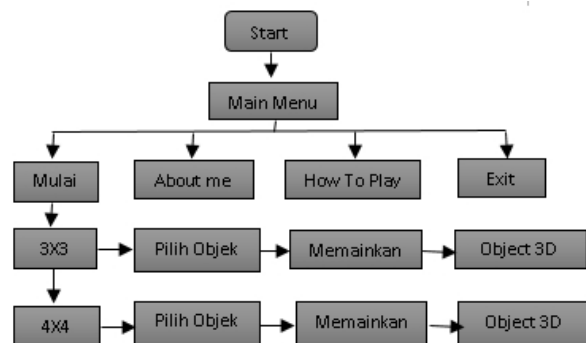 Start
Main Menu
Mulai
About me
How To Play
Exit
3X3
Pilih Objek
Memainkan
Object 3D
4X4
Pilih Objek
Memainkan
Object 3D